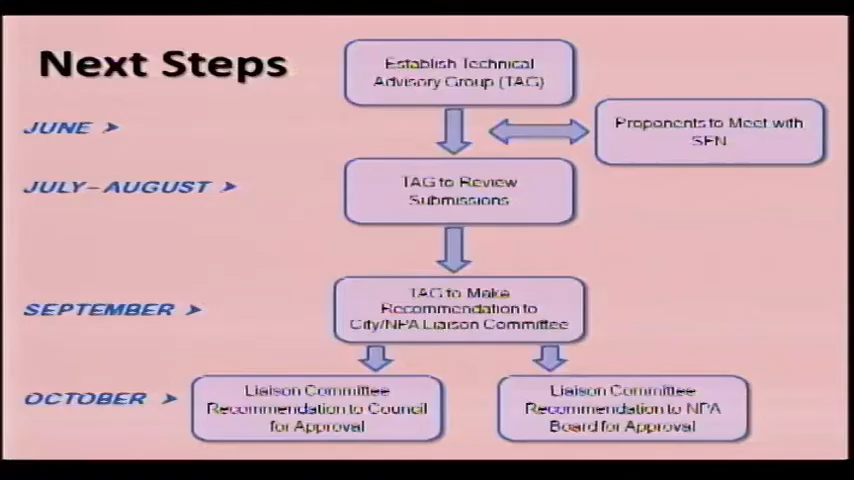 Next Steps
Establish Technical
Advisory Group (TAG)
JUNE
Proponents to Meet with
SFN
JULY–AUGUST
TAG to Review
Submissions
SEPTEMBER
TAG to Make
Recommendation to
City/NPA Liaison Committee
OCTOBER
Liaison Committee
Recommendation to Council
for Approval
Liaison Committee
Recommendation to NPA
Board for Approval